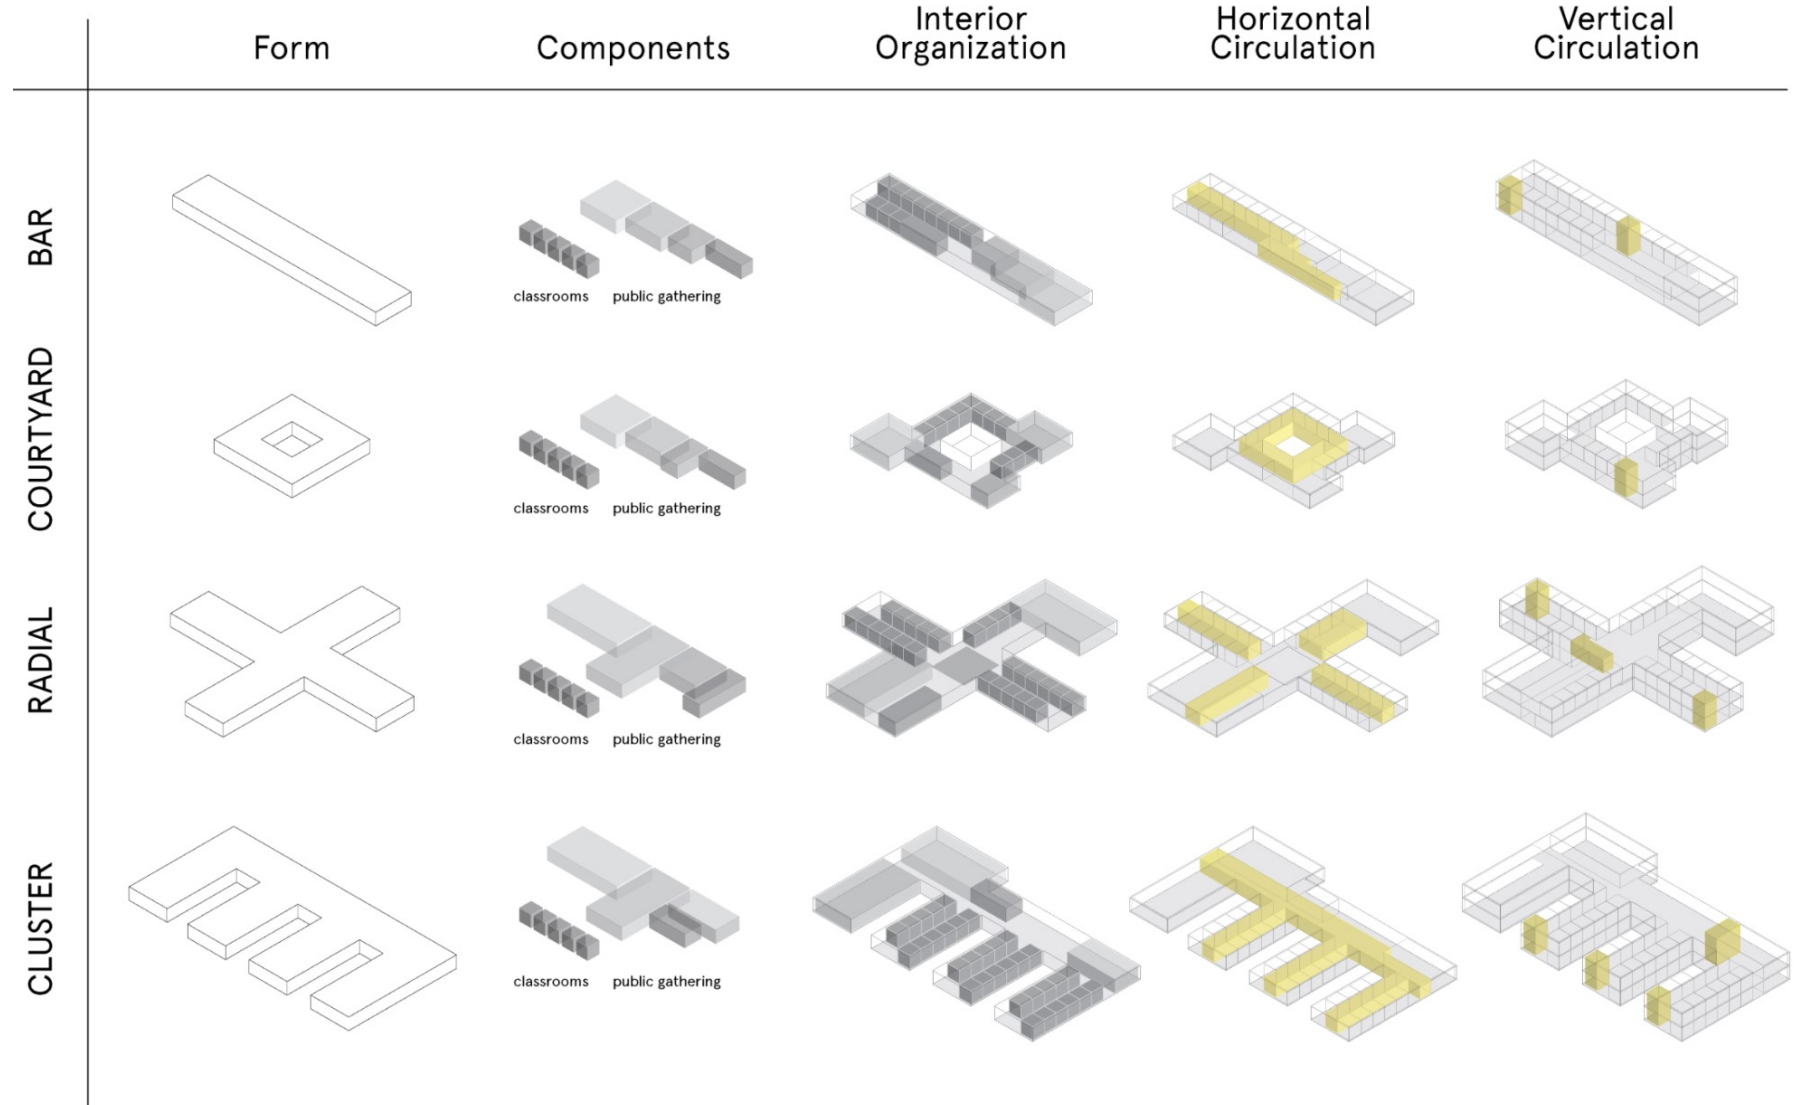 Form
Components
Interior
Organization
Horizontal
Circulation
Vertical
Circulation
BAR
classrooms
public gathering
COURTYARD
classrooms
public gathering
RADIAL
classrooms
public gathering
CLUSTER
classrooms
public gathering